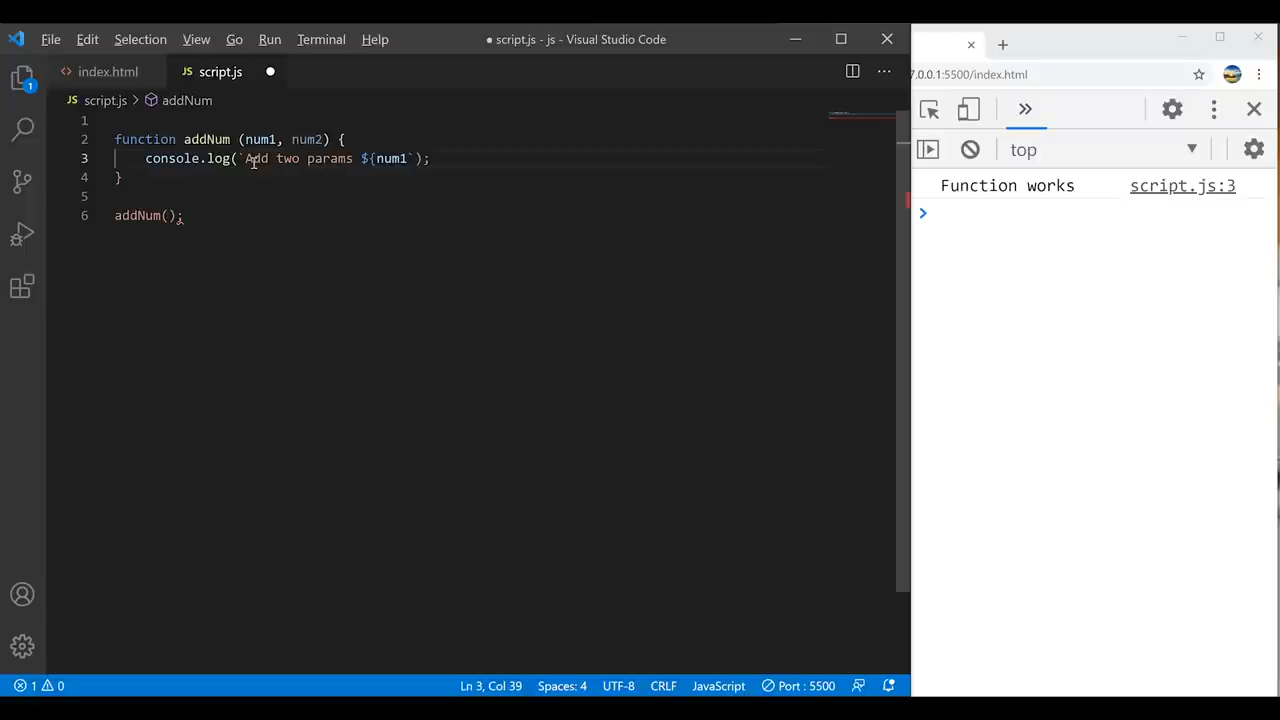 File Edit Selection View Go Run Terminal Help ● script.js - js - Visual Studio Code
index.html JS script.js ●
JS script.js > addNum
1
2 function addNum (num1, num2) {
3 console.log(`Add two params ${num1`);
4 }
5
6 addNum();
1
1 0 Ln 3, Col 39 Spaces: 4 UTF-8 CRLF JavaScript Port : 5500
7.0.0.1:5500/index.html
top
Function works script.js:3